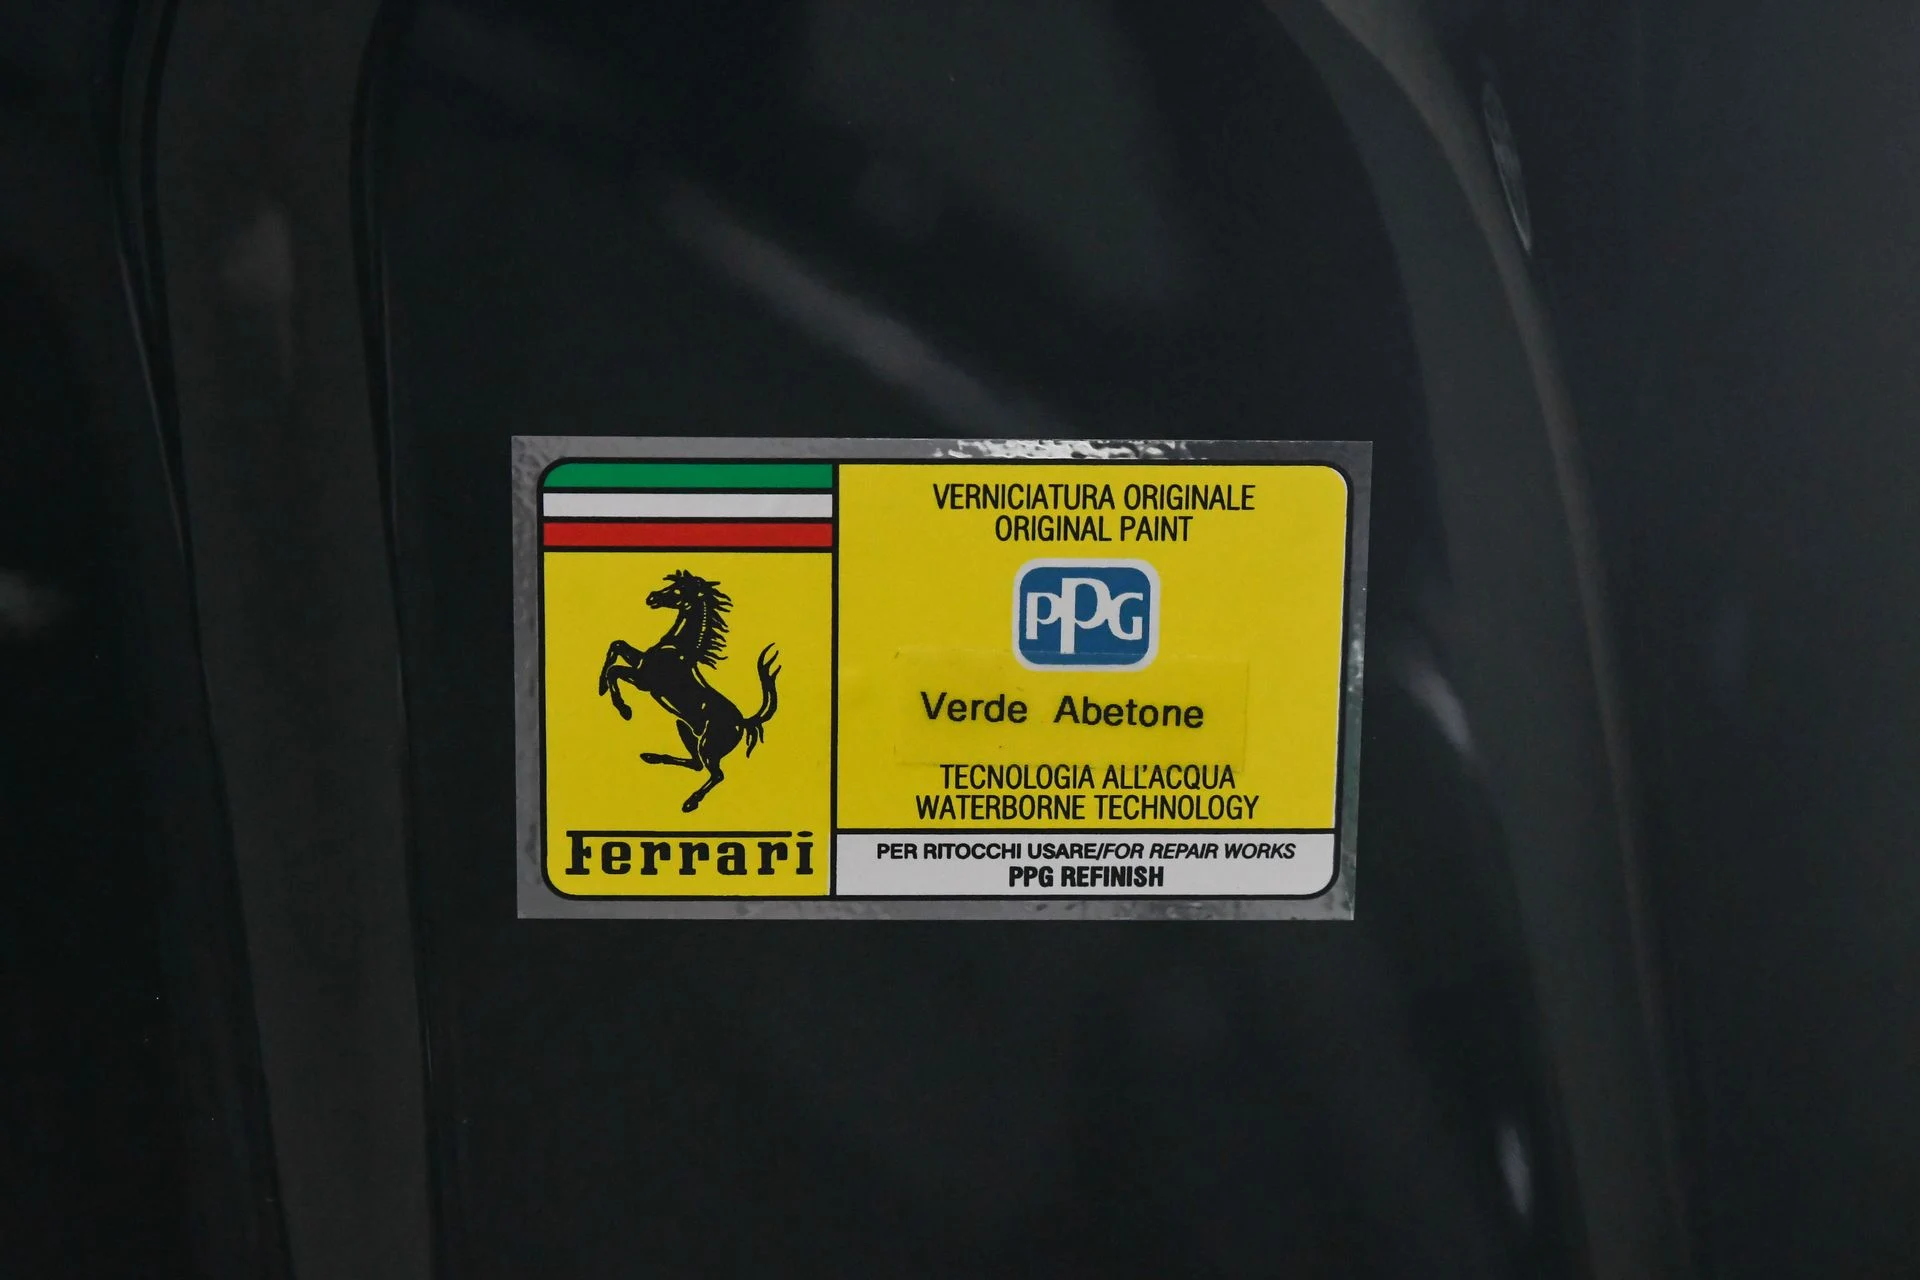 Ferrari
VERNICIATURA ORIGINALE
ORIGINAL PAINT
PPG
Verde Abetone
TECNOLOGIA ALL'ACQUA
WATERBORNE TECHNOLOGY
PER RITOCCHI USARE/FOR REPAIR WORKS
PPG REFINISH